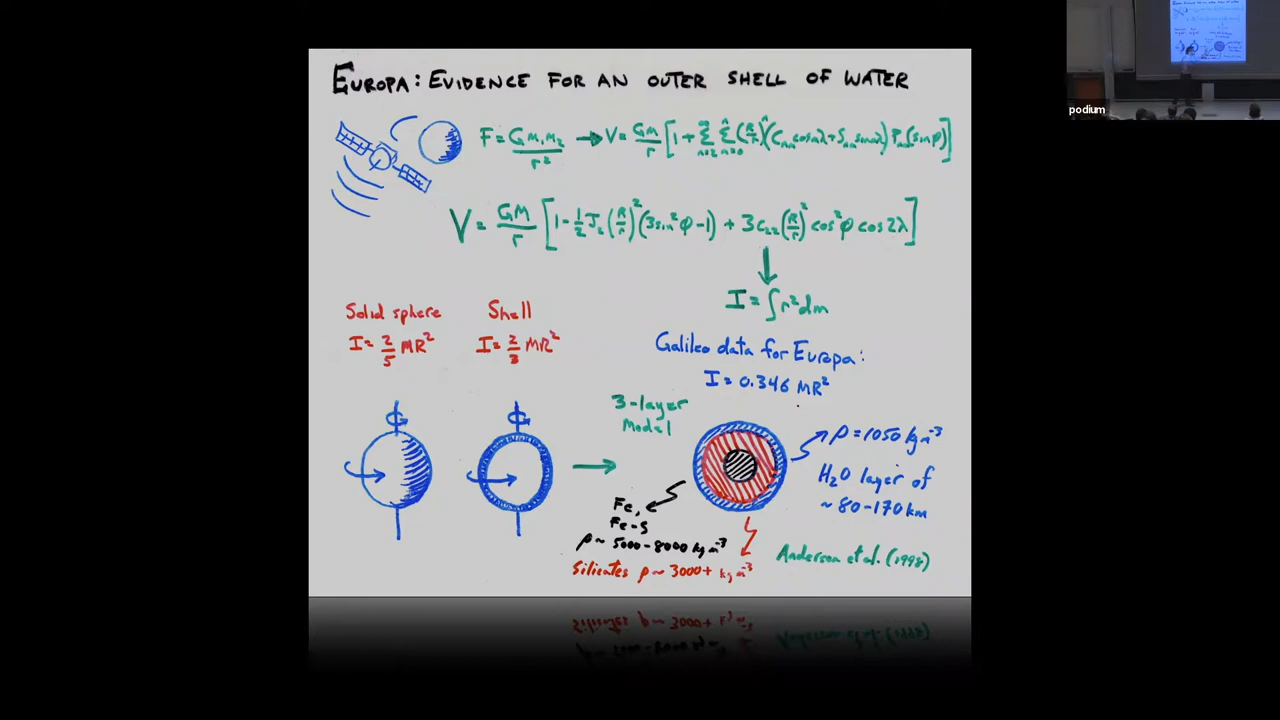 EUROPA: EVIDENCE FOR AN OUTER SHELL OF WATER
F = Gm₁m₂/r² → V = GM/r [1 + ∑n=2^∞ ∑m=0^n (R/r)^n (Cnm cos mλ + Snm sin mλ) Pnm(sin φ)]
V = GM/r [1 - 1/2 J₂ (R/r)² (3sin²φ - 1) + 3C₂₂ (R/r)² cos²φ cos 2λ]
I = ∫r²dm
Solid sphere
I = 2/5 MR²
Shell
I = 2/3 MR²
Galileo data for Europa:
I = 0.346 MR²
3-layer
Model
ρ = 1050 kg m⁻³
H₂O layer of
~ 80-170 km
Fe,
Fe-S
ρ ~ 5000-8000 kg m⁻³
Silicates ρ ~ 3000+ kg m⁻³
Anderson et al. (1998)
podium